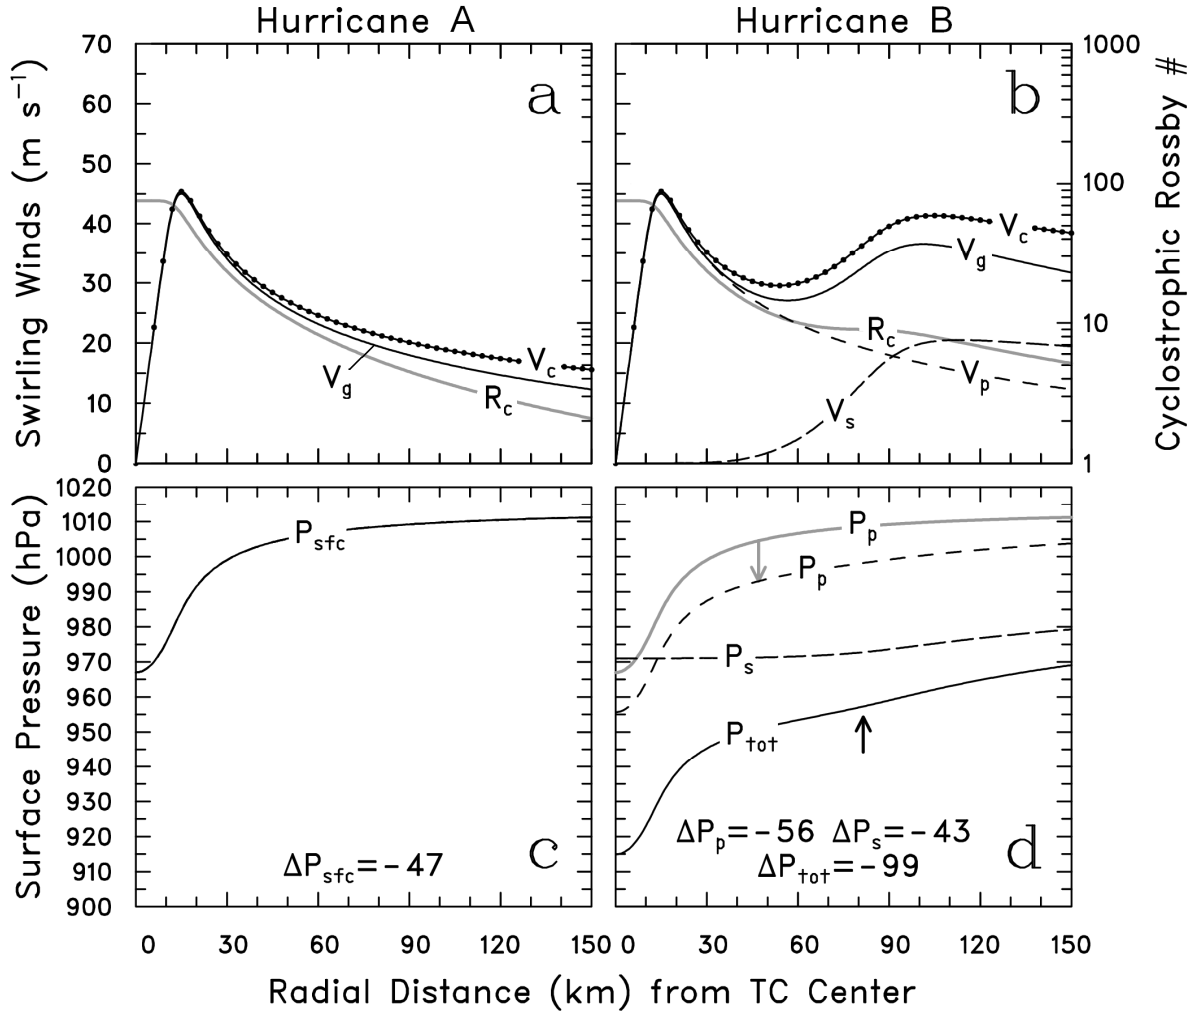 Hurricane A
Hurricane B
Swirling Winds (m s⁻¹)
70
60
50
40
30
20
10
0
a
V_c
V_g
R_c
b
V_c
V_g
R_c
V_p
V_s
1000
100
10
1
Cyclostrophic Rossby #
Surface Pressure (hPa)
1020
1010
1000
990
980
970
960
950
940
930
920
910
900
P_sfc
ΔP_sfc=-47
c
P_p
P_p
P_s
P_tot
ΔP_p=-56 ΔP_s=-43
ΔP_tot=-99
d
0 30 60 90 120 150
0 30 60 90 120 150
Radial Distance (km) from TC Center